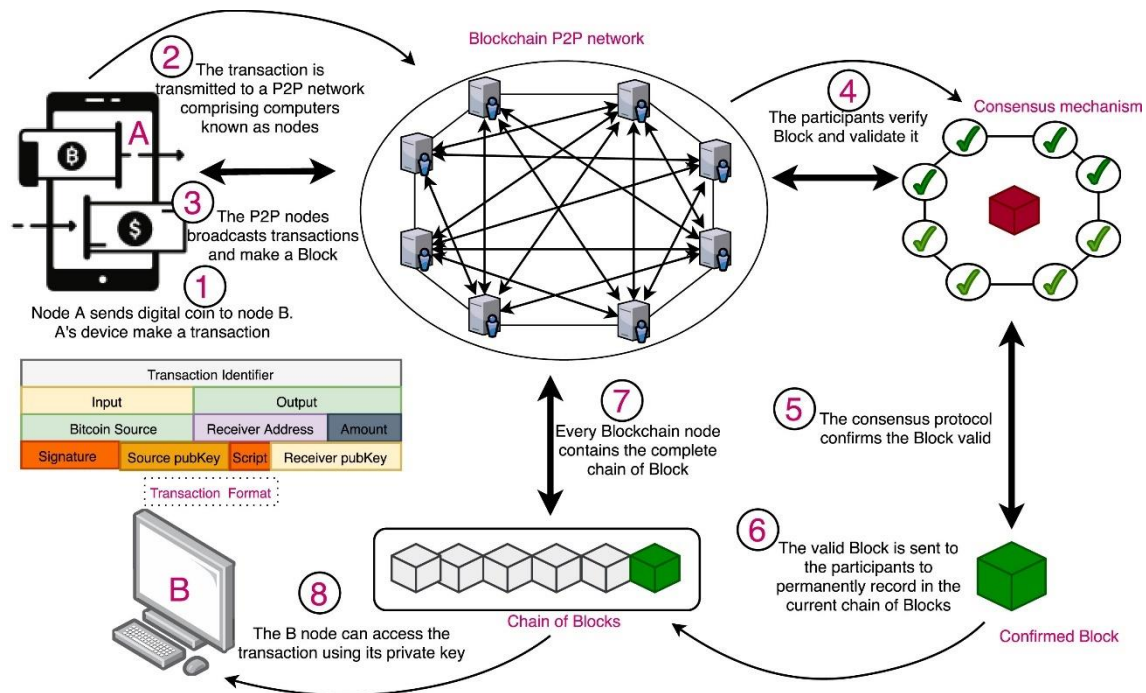 Blockchain P2P network
2
The transaction is
transmitted to a P2P network
comprising computers
known as nodes
A
3
The P2P nodes
broadcasts transactions
and make a Block
1
Node A sends digital coin to node B.
A's device make a transaction
4
The participants verify
Block and validate it
Consensus mechanism
5
The consensus protocol
confirms the Block valid
6
The valid Block is sent to
the participants to
permanently record in the
current chain of Blocks
Confirmed Block
7
Every Blockchain node
contains the complete
chain of Block
Chain of Blocks
Transaction Identifier
Input Output
Bitcoin Source Receiver Address Amount
Signature Source pubKey Script Receiver pubKey
Transaction Format
B
8
The B node can access the
transaction using its private key